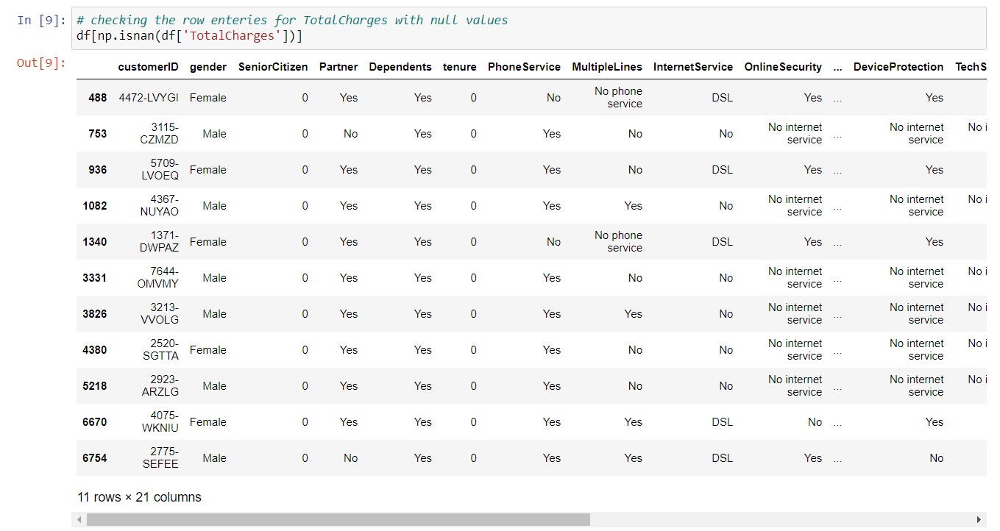 In [9]: # checking the row enteries for TotalCharges with null values
df[np.isnan(df['TotalCharges'])]
Out[9]:
customerID gender SeniorCitizen Partner Dependents tenure PhoneService MultipleLines InternetService OnlineSecurity ... DeviceProtection TechS
488 4472-LVYGI Female 0 Yes Yes 0 No No phone service DSL Yes ... Yes
753 3115-CZMZD Male 0 No Yes 0 Yes No No No internet service ... No internet service No i
936 5709-LVOEQ Female 0 Yes Yes 0 Yes No DSL Yes ... Yes
1082 4367-NUYAO Male 0 Yes Yes 0 Yes Yes No No internet service ... No internet service No i
1340 1371-DWPAZ Female 0 Yes Yes 0 No No phone service DSL Yes ... Yes
3331 7644-OMVMY Male 0 Yes Yes 0 Yes No No No internet service ... No internet service No i
3826 3213-VVOLG Male 0 Yes Yes 0 Yes Yes No No internet service ... No internet service No i
4380 2520-SGTTA Female 0 Yes Yes 0 Yes No No No internet service ... No internet service No i
5218 2923-ARZLG Male 0 Yes Yes 0 Yes No No No internet service ... No internet service No i
6670 4075-WKNIU Female 0 Yes Yes 0 Yes Yes DSL No ... Yes
6754 2775-SEFEE Male 0 No Yes 0 Yes Yes DSL Yes ... No
11 rows × 21 columns